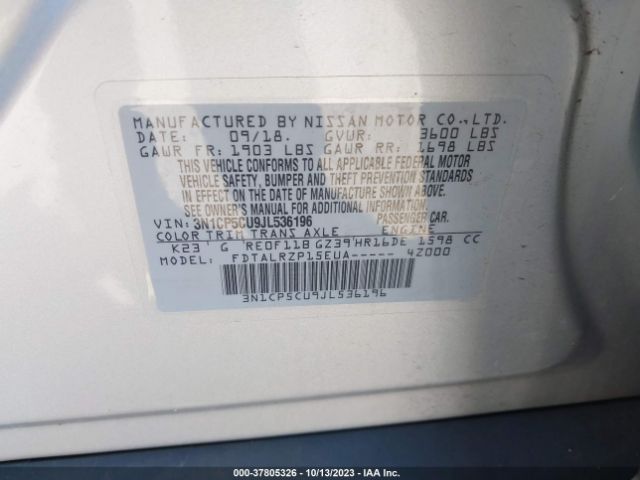 MANUFACTURED BY NISSAN MOTOR CO.,LTD.
DATE: 09/18. GVWR: 3600 LBS
GAWR FR: 1903 LBS GAWR RR: 1698 LBS
THIS VEHICLE CONFORMS TO ALL APPLICABLE FEDERAL MOTOR
VEHICLE SAFETY, BUMPER AND THEFT PREVENTION STANDARDS
IN EFFECT ON THE DATE OF MANUFACTURE SHOWN ABOVE.
SEE OWNER'S MANUAL FOR ADDITIONAL INFORMATION
VIN: 3N1CP5CU9JL536196 PASSENGER CAR.
COLOR TRIM TRANS AXLE ENGINE
K23 G RE0F11B GZ39 HR16DE 1598 CC
MODEL: FDTALRZP15EUA----- 42000
3N1CP5CU9JL536196
000-37805326 - 10/13/2023 - IAA Inc.